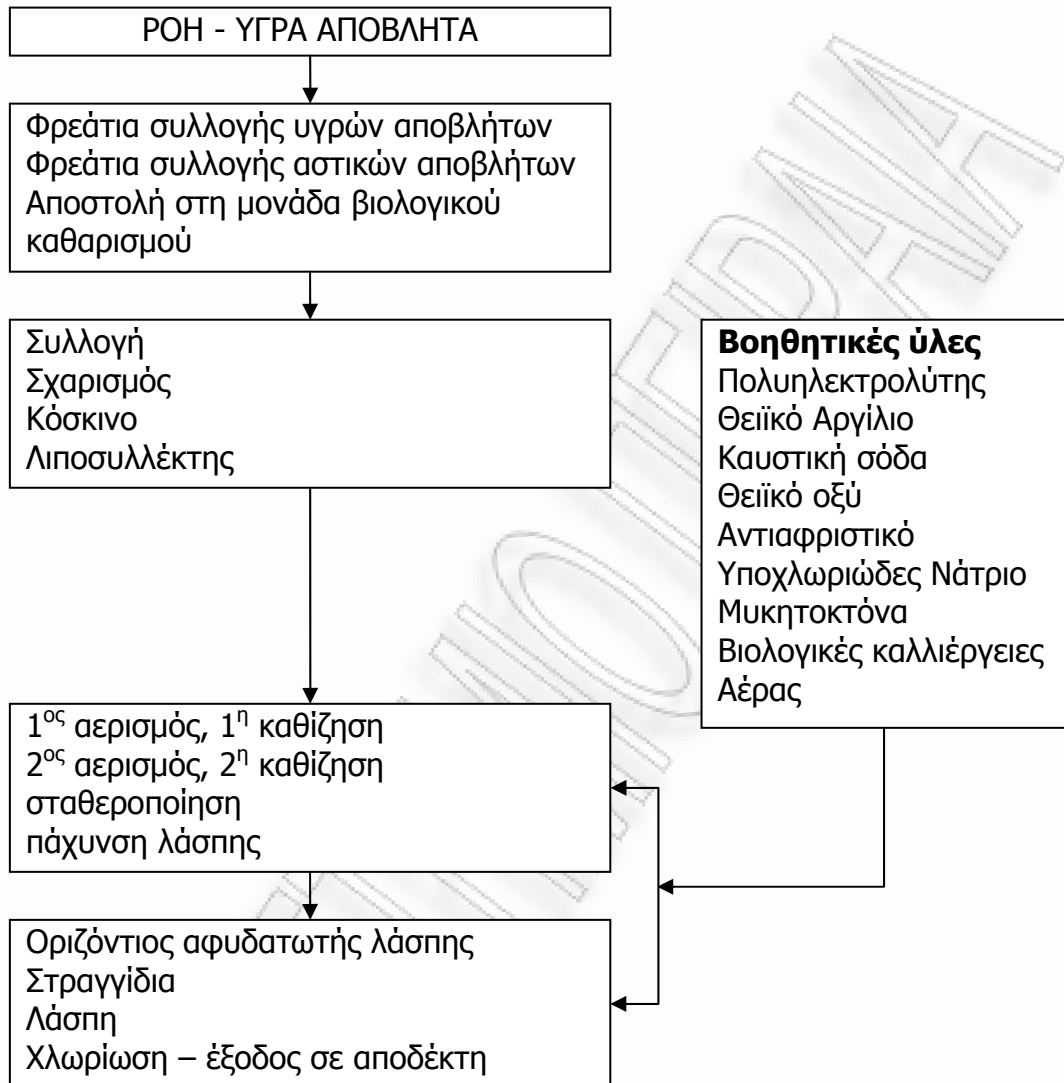 ΡΟΗ - ΥΓΡΑ ΑΠΟΒΛΗΤΑ
Φρεάτια συλλογής υγρών αποβλήτων
Φρεάτια συλλογής αστικών αποβλήτων
Αποστολή στη μονάδα βιολογικού
καθαρισμού
Συλλογή
Σχαρισμός
Κόσκινο
Λιποσυλλέκτης
Βοηθητικές ύλες
Πολυηλεκτρολύτης
Θειϊκό Αργίλιο
Καυστική σόδα
Θειϊκό οξύ
Αντιαφριστικό
Υποχλωριώδες Νάτριο
Μυκητοκτόνα
Βιολογικές καλλιέργειες
Αέρας
1ος αερισμός, 1η καθίζηση
2ος αερισμός, 2η καθίζηση
σταθεροποίηση
πάχυνση λάσπης
Οριζόντιος αφυδατωτής λάσπης
Στραγγίδια
Λάσπη
Χλωρίωση – έξοδος σε αποδέκτη